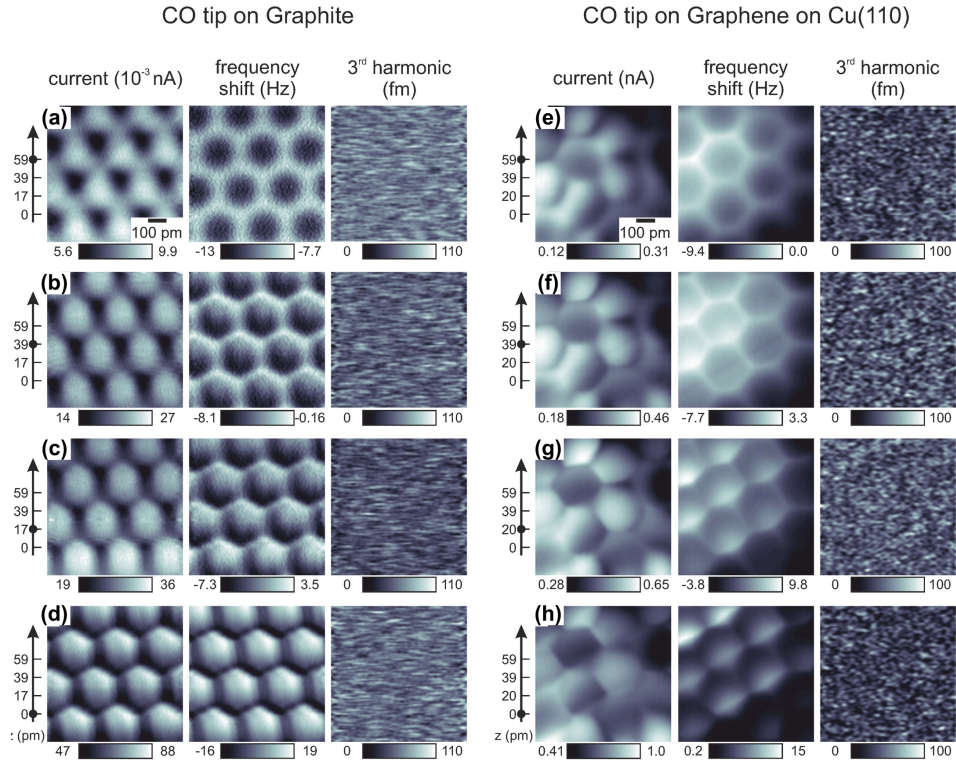 CO tip on Graphite
CO tip on Graphene on Cu(110)
current (10⁻³ nA)
frequency
shift (Hz)
3rd harmonic
(fm)
current (nA)
frequency
shift (Hz)
3rd harmonic
(fm)
(a)
59
39
17
0
100 pm
5.6 9.9
-13 -7.7
0 110
(e)
59
39
20
0
100 pm
0.12 0.31
-9.4 0.0
0 100
(b)
59
39
17
0
14 27
-8.1 -0.16
0 110
(f)
59
39
20
0
0.18 0.46
-7.7 3.3
0 100
(c)
59
39
17
0
19 36
-7.3 3.5
0 110
(g)
59
39
20
0
0.28 0.65
-3.8 9.8
0 100
(d)
59
39
17
0
z (pm)
47 88
-16 19
0 110
(h)
59
39
20
0
z (pm)
0.41 1.0
0.2 15
0 100